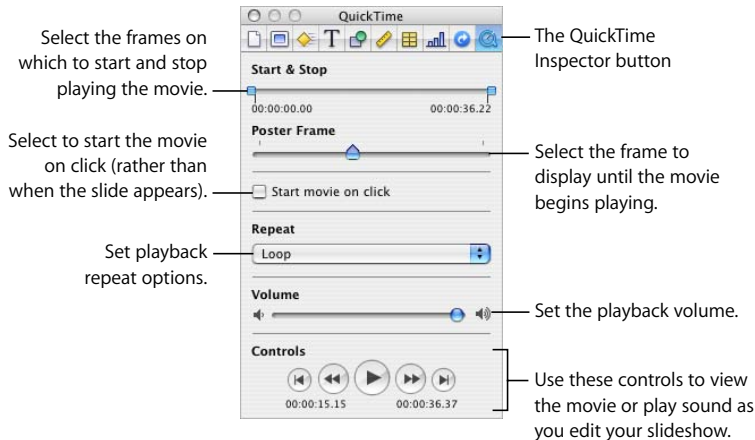 QuickTime
Select the frames on
which to start and stop
playing the movie.
The QuickTime
Inspector button
T
Start & Stop
00:00:00.00 00:00:36.22
Poster Frame
Select to start the movie
on click (rather than
when the slide appears).
Select the frame to
display until the movie
begins playing.
Start movie on click
Repeat
Loop
Set playback
repeat options.
Volume
Set the playback volume.
Controls
00:00:15.15 00:00:36.37
Use these controls to view
the movie or play sound as
you edit your slideshow.